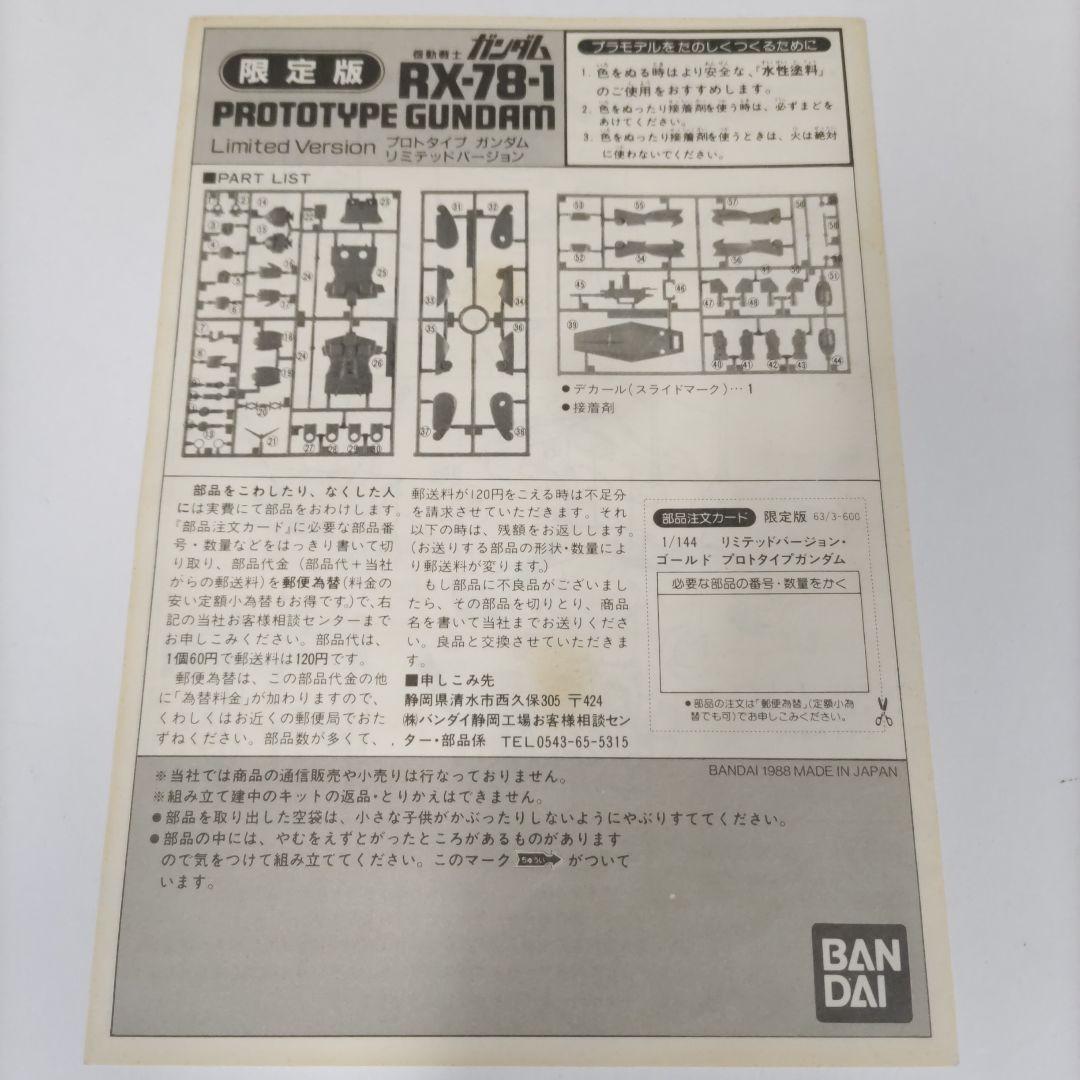 限定版
機動戦士 ガンダム
RX-78-1
PROTOTYPE GUNDAM
Limited Version プロトタイプ ガンダム
リミテッドバージョン
プラモデルをたのしくつくるために
1. 色をぬる時はより安全な、「水性塗料」
のご使用をおすすめします。
2. 色をぬったり接着剤を使う時は、必ずまどを
あけてください。
3. 色をぬったり接着剤を使うときは、火は絶対
に使わないでください。
■PART LIST
●デカール(スライドマーク)…1
●接着剤
部品をこわしたり、なくした人
には実費にて部品をおわけします。
『部品注文カード』に必要な部品番
号・数量などをはっきり書いて切
り取り、部品代金(部品代+当社
からの郵送料)を郵便為替(料金の
安い定額小為替もお得です。)で、右
記の当社お客様相談センターまで
お申しこみください。部品代は、
1個60円で郵送料は120円です。
郵便為替は、この部品代金の他
に「為替料金」が加わりますので、
くわしくはお近くの郵便局でおた
ずねください。部品数が多くて、
郵送料が120円をこえる時は不足分
を請求させていただきます。それ
以下の時は、残額をお返しします。
(お送りする部品の形状・数量によ
り郵送料が変ります。)
もし部品に不良品がございまし
たら、その部品を切りとり、商品
名を書いて当社までお送りくださ
い。良品と交換させていただきま
す。
■申しこみ先
静岡県清水市西久保305 〒424
㈱バンダイ静岡工場お客様相談セン
ター・部品係 TEL0543-65-5315
部品注文カード 限定版 63/3-600
1/144 リミテッドバージョン・
ゴールド プロトタイプガンダム
必要な部品の番号・数量をかく
●部品の注文は「郵便為替」(定額小為
替でも可)でお申しこみください。
BANDAI 1988 MADE IN JAPAN
※当社では商品の通信販売や小売りは行なっておりません。
※組み立て建中のキットの返品・とりかえはできません。
●部品を取り出した空袋は、小さな子供がかぶったりしないようにやぶりすててください。
●部品の中には、やむをえずとがったところがあるものがあります
ので気をつけて組み立ててください。このマーク ちゅうい がついて
います。
BAN
DAI